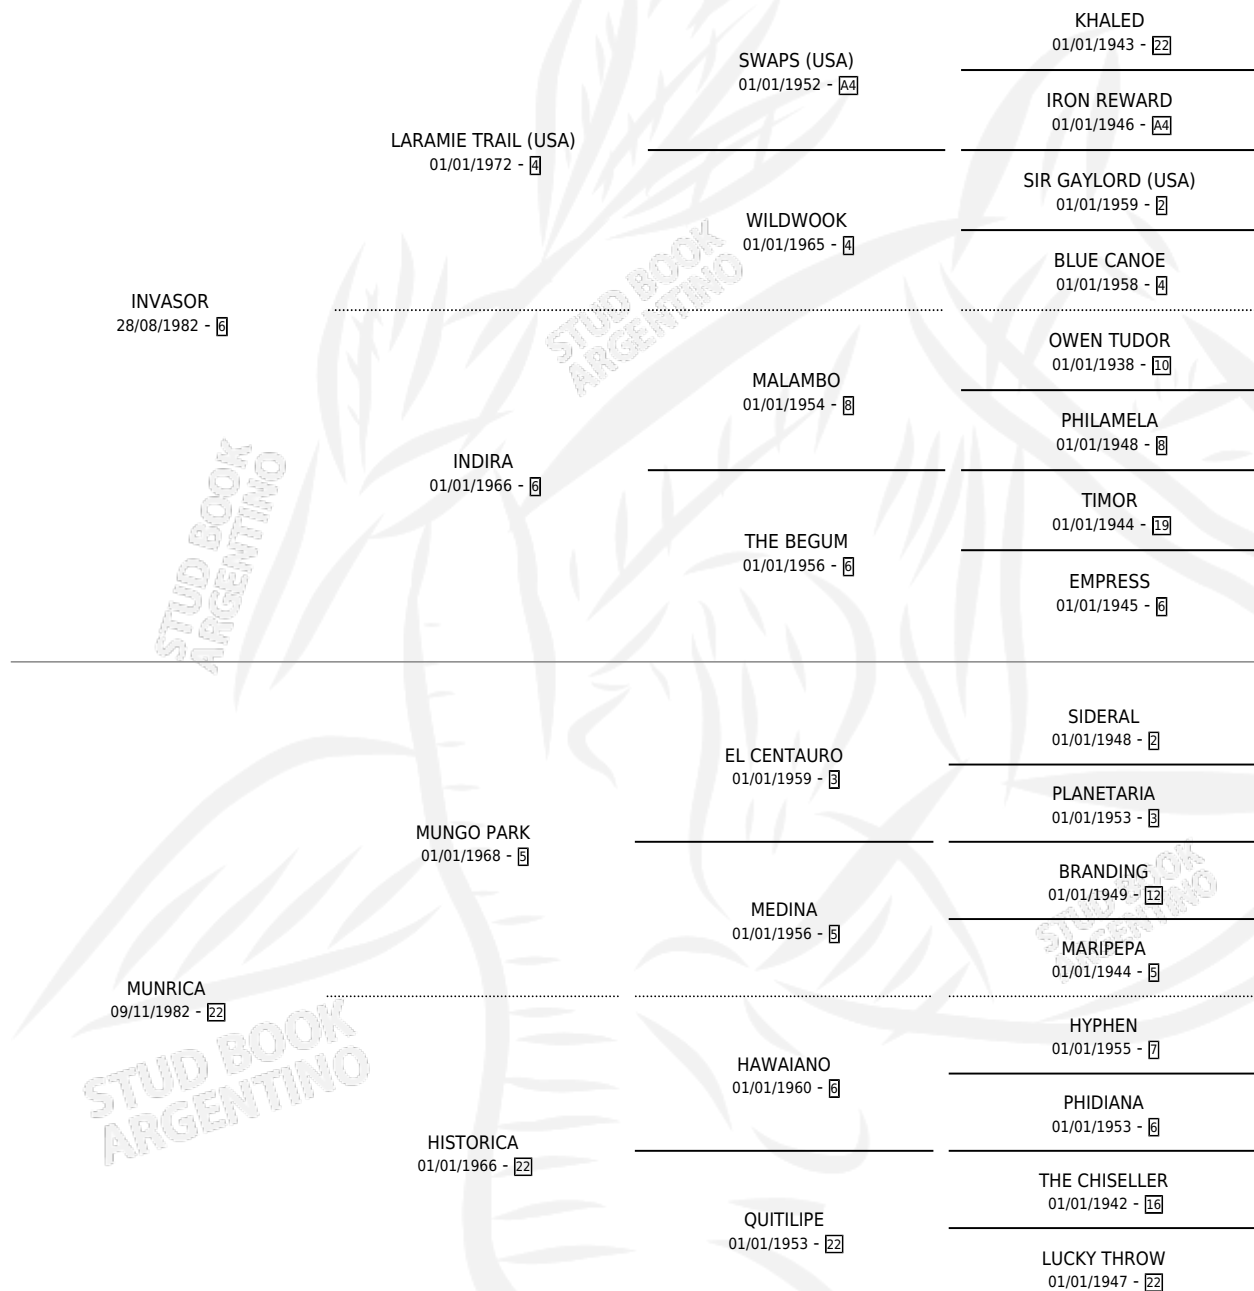 KHALED
01/01/1943 - 22
SWAPS (USA)
01/01/1952 - A4
IRON REWARD
01/01/1946 - A4
LARAMIE TRAIL (USA)
01/01/1972 - 4
SIR GAYLORD (USA)
01/01/1959 - 2
WILDWOOK
01/01/1965 - 4
BLUE CANOE
01/01/1958 - 4
INVASOR
28/08/1982 - 6
OWEN TUDOR
01/01/1938 - 10
MALAMBO
01/01/1954 - 8
PHILAMELA
01/01/1948 - 8
INDIRA
01/01/1966 - 6
TIMOR
01/01/1944 - 19
THE BEGUM
01/01/1956 - 6
EMPRESS
01/01/1945 - 6
STUD BOOK
ARGENTINO
STUD BOOK
ARGENTINO
SIDERAL
01/01/1948 - 2
EL CENTAURO
01/01/1959 - 3
PLANETARIA
01/01/1953 - 3
MUNGO PARK
01/01/1968 - 5
BRANDING
01/01/1949 - 12
MEDINA
01/01/1956 - 5
MARIPEPA
01/01/1944 - 5
MUNRICA
09/11/1982 - 22
HYPHEN
01/01/1955 - 7
HAWAIANO
01/01/1960 - 6
PHIDIANA
01/01/1953 - 6
HISTORICA
01/01/1966 - 22
THE CHISELLER
01/01/1942 - 16
QUITILIPE
01/01/1953 - 22
LUCKY THROW
01/01/1947 - 22
STUD BOOK
ARGENTINO
STUD BOOK
ARGENTINO